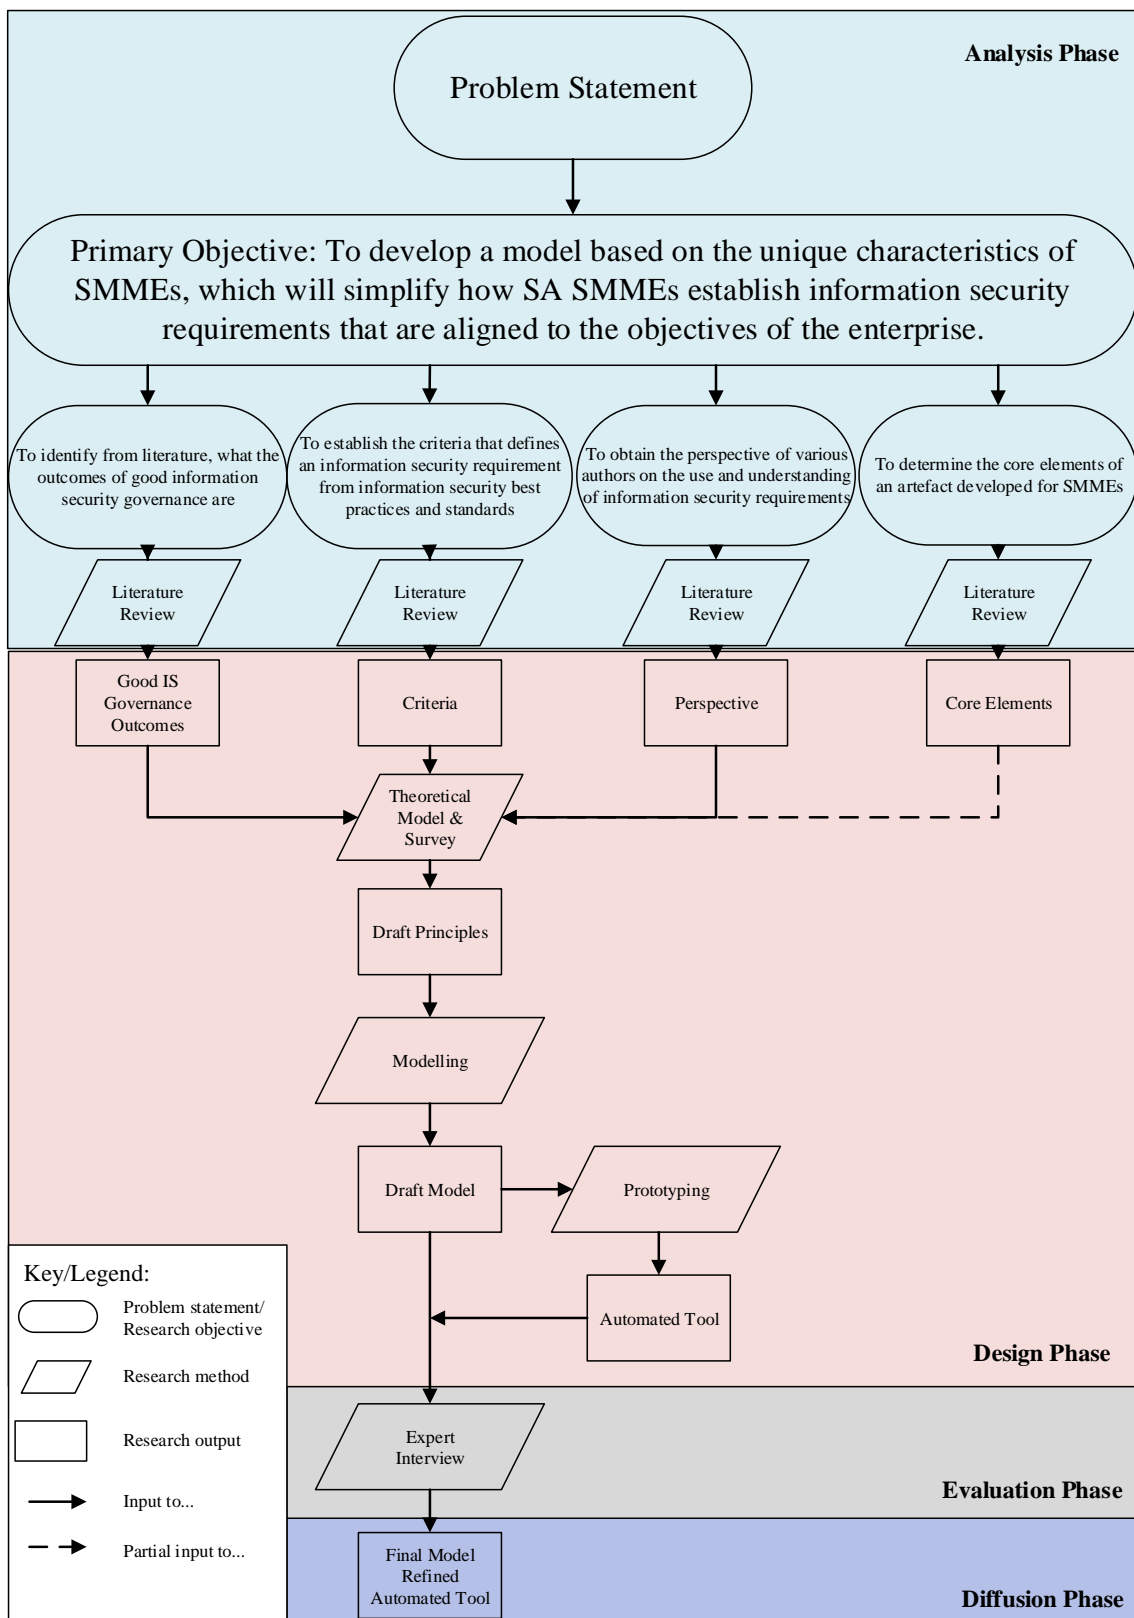 Analysis Phase
Problem Statement
Primary Objective: To develop a model based on the unique characteristics of
SMMEs, which will simplify how SA SMMEs establish information security
requirements that are aligned to the objectives of the enterprise.
To identify from literature, what the
outcomes of good information
security governance are
To establish the criteria that defines
an information security requirement
from information security best
practices and standards
To obtain the perspective of various
authors on the use and understanding
of information security requirements
To determine the core elements of
an artefact developed for SMMEs
Literature
Review
Literature
Review
Literature
Review
Literature
Review
Good IS
Governance
Outcomes
Criteria
Perspective
Core Elements
Theoretical
Model &
Survey
Draft Principles
Modelling
Draft Model
Prototyping
Automated Tool
Design Phase
Key/Legend:
Problem statement/
Research objective
Research method
Research output
Input to...
Partial input to...
Expert
Interview
Evaluation Phase
Final Model
Refined
Automated Tool
Diffusion Phase